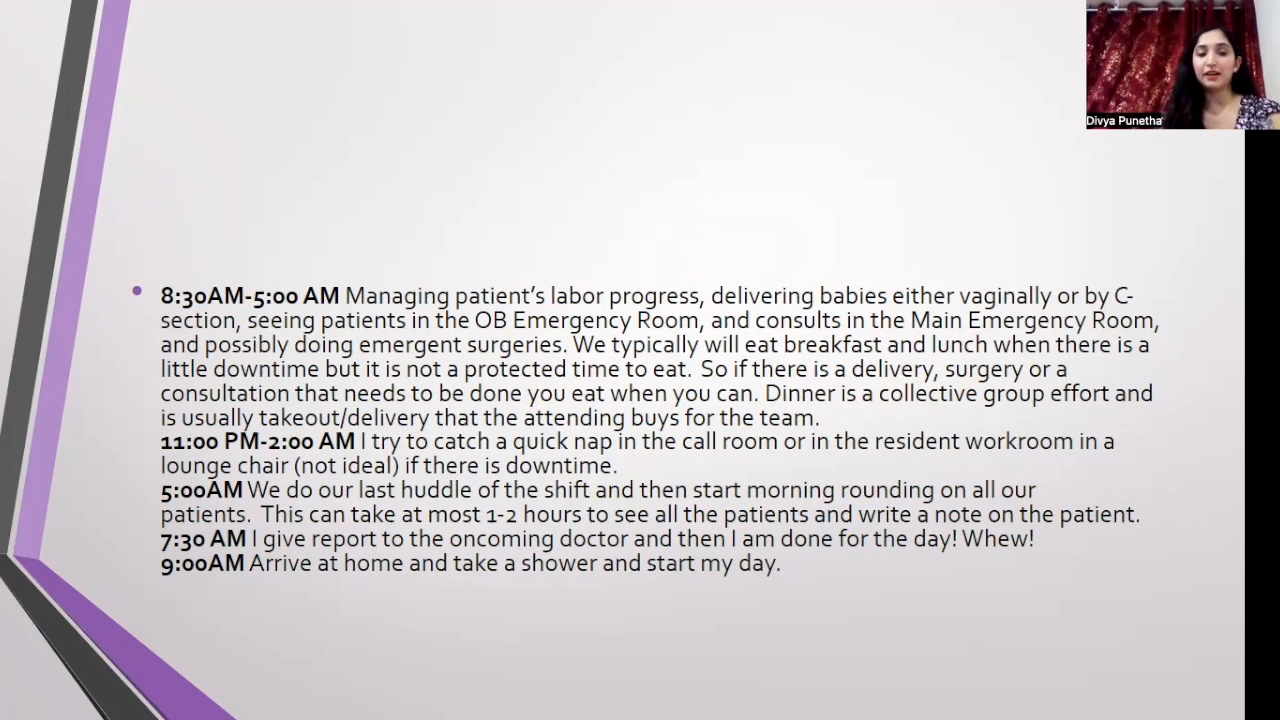 Divya Punetha
• 8:30AM-5:00 AM Managing patient’s labor progress, delivering babies either vaginally or by C-
section, seeing patients in the OB Emergency Room, and consults in the Main Emergency Room,
and possibly doing emergent surgeries. We typically will eat breakfast and lunch when there is a
little downtime but it is not a protected time to eat. So if there is a delivery, surgery or a
consultation that needs to be done you eat when you can. Dinner is a collective group effort and
is usually takeout/delivery that the attending buys for the team.
11:00 PM-2:00 AM I try to catch a quick nap in the call room or in the resident workroom in a
lounge chair (not ideal) if there is downtime.
5:00AM We do our last huddle of the shift and then start morning rounding on all our
patients. This can take at most 1-2 hours to see all the patients and write a note on the patient.
7:30 AM I give report to the oncoming doctor and then I am done for the day! Whew!
9:00AM Arrive at home and take a shower and start my day.